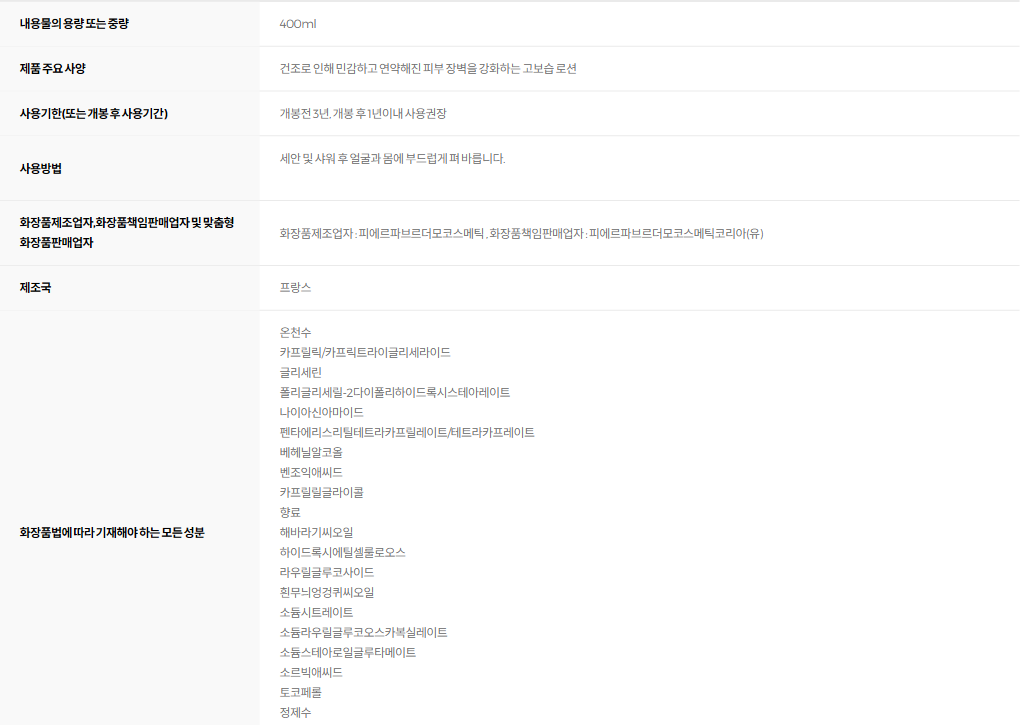 내용물의 용량 또는 중량
400ml
제품 주요 사양
건조로 인해 민감하고 연약해진 피부 장벽을 강화하는 고보습 로션
사용기한(또는 개봉 후 사용기간)
개봉전 3년, 개봉 후 1년이내 사용권장
사용방법
세안 및 샤워 후 얼굴과 몸에 부드럽게 펴 바릅니다.
화장품제조업자,화장품책임판매업자 및 맞춤형
화장품판매업자
화장품제조업자 : 피에르파브르더모코스메틱 , 화장품책임판매업자 : 피에르파브르더모코스메틱코리아(유)
제조국
프랑스
화장품법에 따라 기재해야 하는 모든 성분
온천수
카프릴릭/카프릭트라이글리세라이드
글리세린
폴리글리세릴-2다이폴리하이드록시스테아레이트
나이아신아마이드
펜타에리스리틸테트라카프릴레이트/테트라카프레이트
베헤닐알코올
벤조익애씨드
카프릴릴글라이콜
향료
해바라기씨오일
하이드록시에틸셀룰로오스
라우릴글루코사이드
흰무늬엉겅퀴씨오일
소듐시트레이트
소듐라우릴글루코오스카복실레이트
소듐스테아로일글루타메이트
소르빅애씨드
토코페롤
정제수